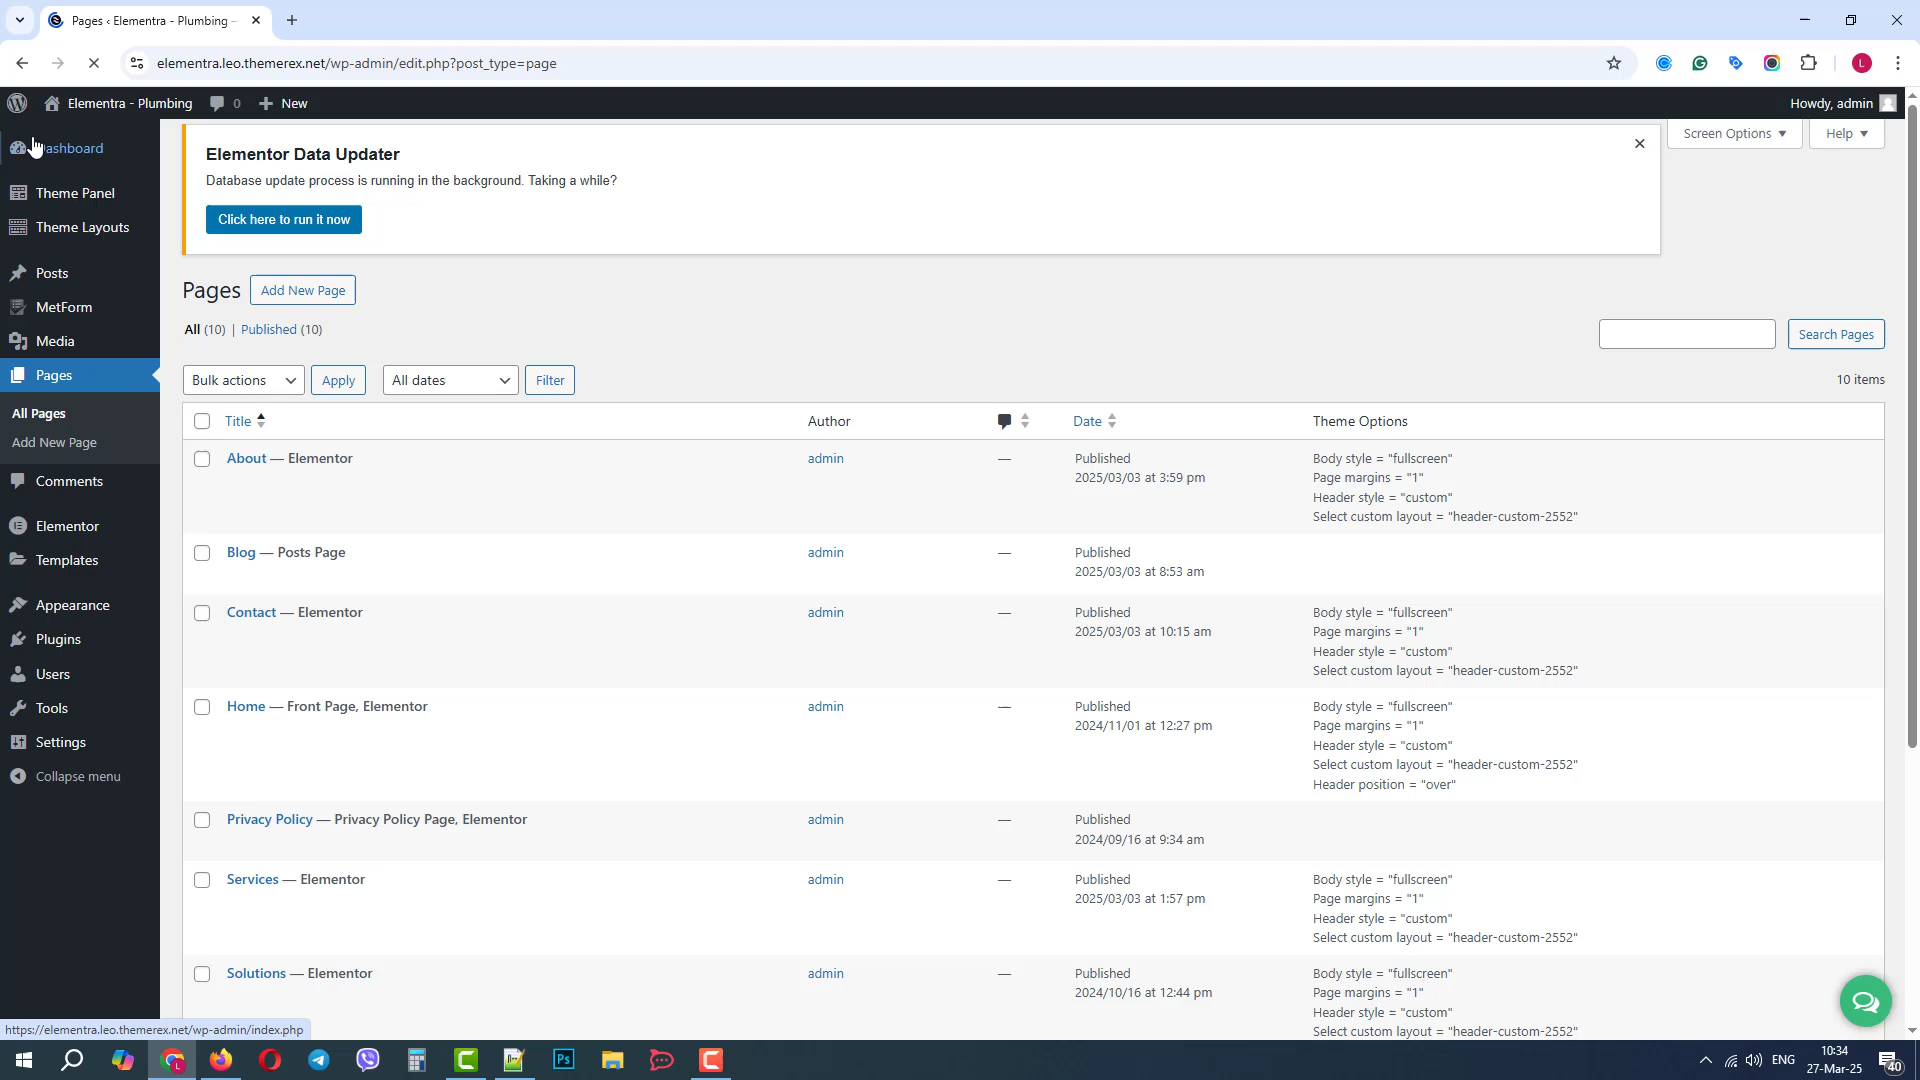 Pages ‹ Elementra - Plumbing –
elementra.leo.themerex.net/wp-admin/edit.php?post_type=page
L
Elementra - Plumbing
0
New
Howdy, admin
Dashboard
Theme Panel
Theme Layouts
Posts
MetForm
Media
Pages
All Pages
Add New Page
Comments
Elementor
Templates
Appearance
Plugins
Users
Tools
Settings
Collapse menu
Screen Options
Help
Elementor Data Updater
Database update process is running in the background. Taking a while?
Click here to run it now
Pages
Add New Page
All (10) | Published (10)
Search Pages
Bulk actions
Apply
All dates
Filter
10 items
Title
Author
Date
Theme Options
About — Elementor
admin
—
Published
2025/03/03 at 3:59 pm
Body style = "fullscreen"
Page margins = "1"
Header style = "custom"
Select custom layout = "header-custom-2552"
Blog — Posts Page
admin
—
Published
2025/03/03 at 8:53 am
Contact — Elementor
admin
—
Published
2025/03/03 at 10:15 am
Body style = "fullscreen"
Page margins = "1"
Header style = "custom"
Select custom layout = "header-custom-2552"
Home — Front Page, Elementor
admin
—
Published
2024/11/01 at 12:27 pm
Body style = "fullscreen"
Page margins = "1"
Header style = "custom"
Select custom layout = "header-custom-2552"
Header position = "over"
Privacy Policy — Privacy Policy Page, Elementor
admin
—
Published
2024/09/16 at 9:34 am
Services — Elementor
admin
—
Published
2025/03/03 at 1:57 pm
Body style = "fullscreen"
Page margins = "1"
Header style = "custom"
Select custom layout = "header-custom-2552"
Solutions — Elementor
admin
—
Published
2024/10/16 at 12:44 pm
Body style = "fullscreen"
Page margins = "1"
Header style = "custom"
Select custom layout = "header-custom-2552"
https://elementra.leo.themerex.net/wp-admin/index.php
L
Ps
ENG
10:34
27-Mar-25
40